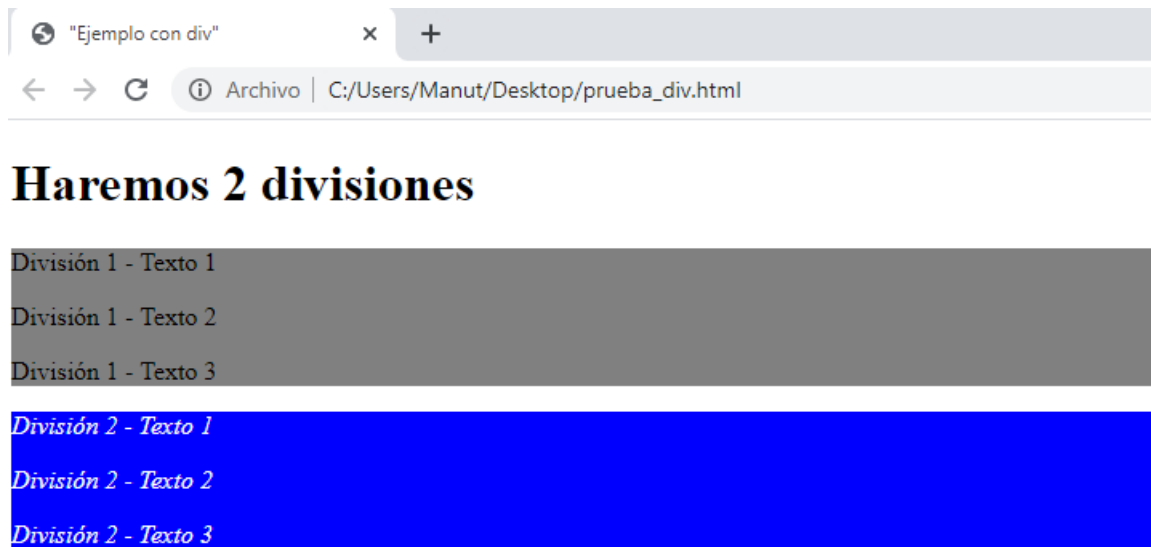 "Ejemplo con div"
Archivo C:/Users/Manut/Desktop/prueba_div.html
Haremos 2 divisiones
División 1 - Texto 1
División 1 - Texto 2
División 1 - Texto 3
División 2 - Texto 1
División 2 - Texto 2
División 2 - Texto 3